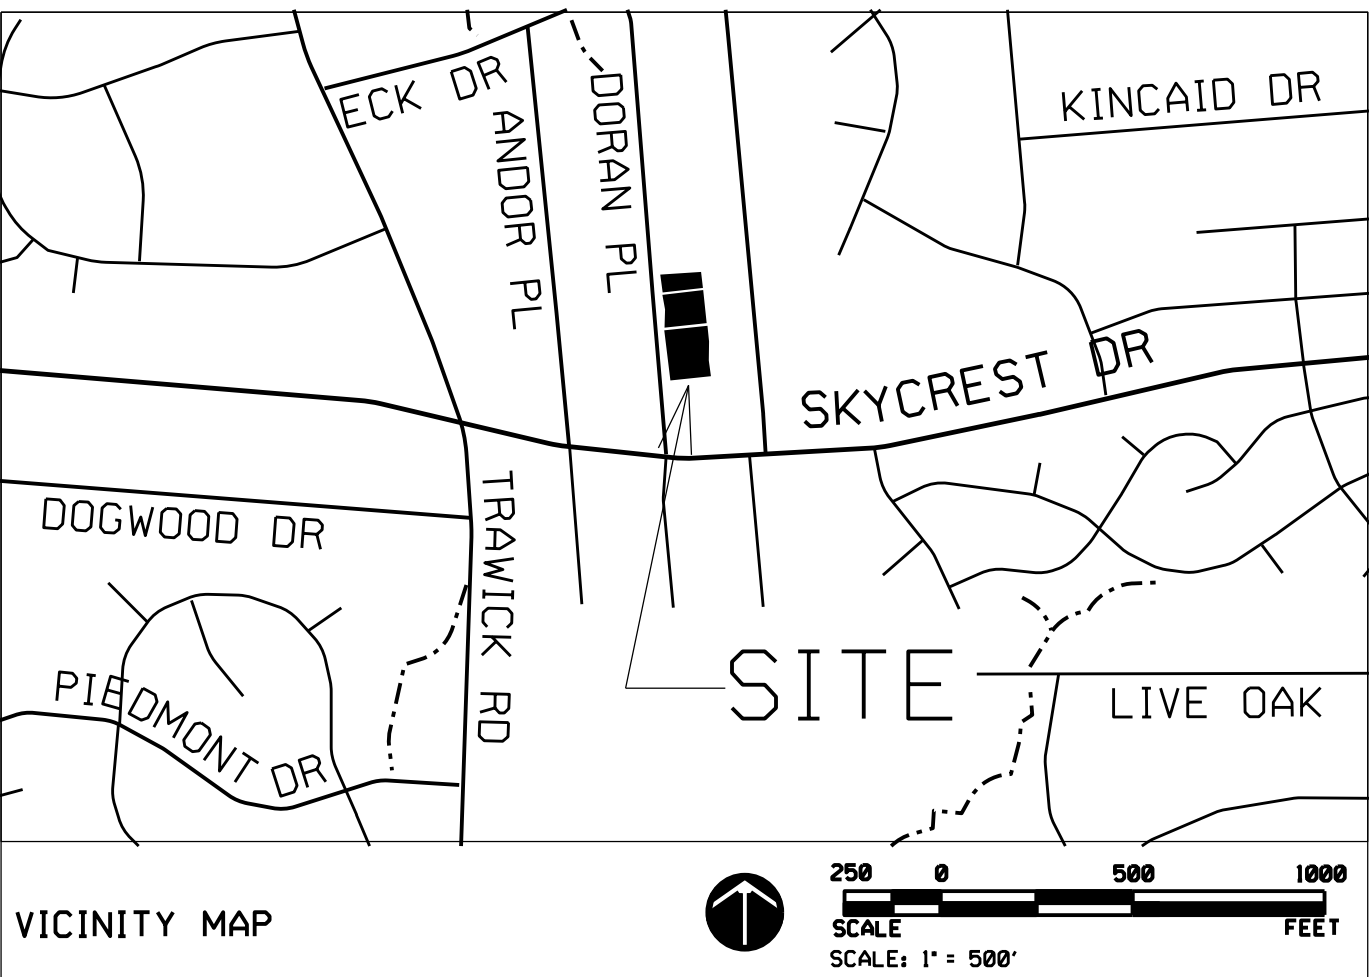 ECK DR
ANDOR PL
DORAN PL
KINCAID DR
SKYCREST DR
DOGWOOD DR
TRAWICK RD
PIEDMONT DR
SITE
LIVE OAK
VICINITY MAP
250 0 500 1000
SCALE FEET
SCALE: 1" = 500'